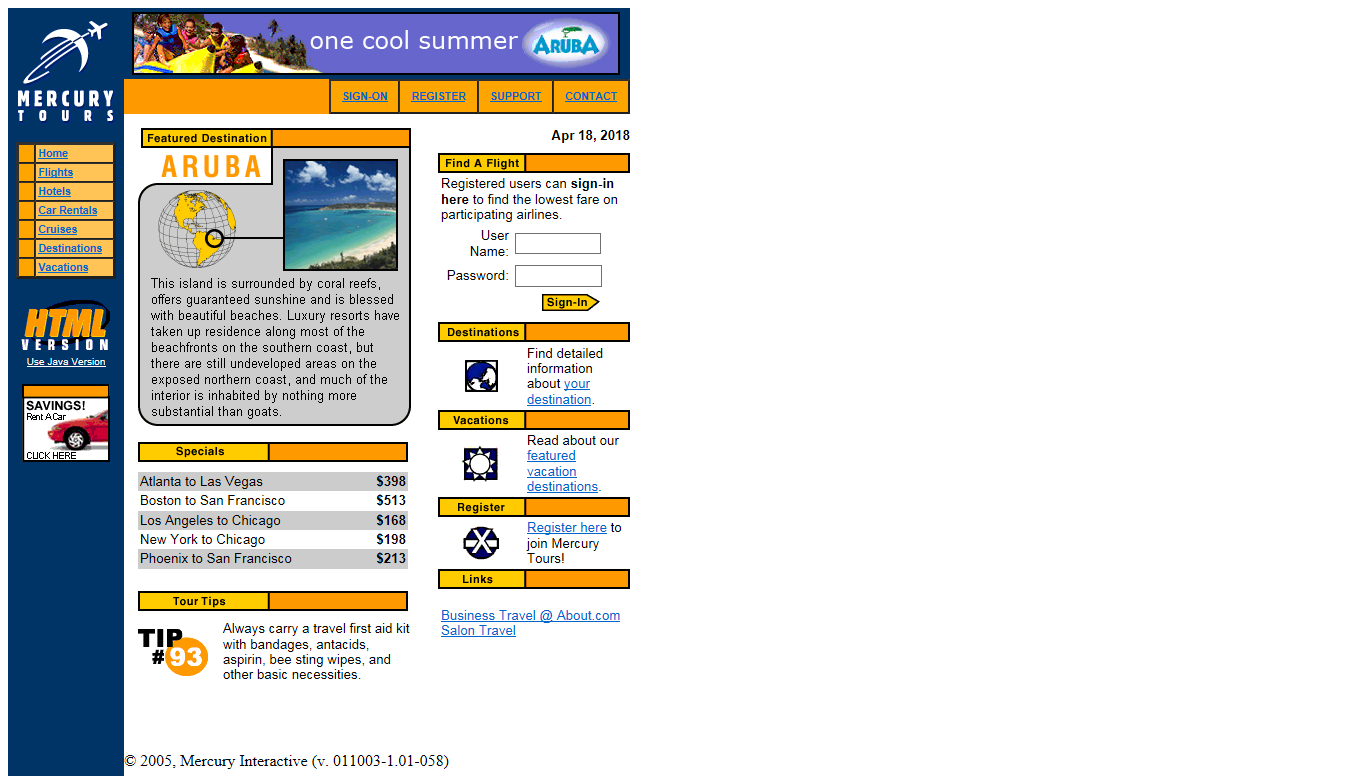 MERCURY
TOURS
one cool summer
ARUBA
SIGN-ON
REGISTER
SUPPORT
CONTACT
Home
Flights
Hotels
Car Rentals
Cruises
Destinations
Vacations
HTML
VERSION
Use Java Version
SAVINGS!
Rent A Car
CLICK HERE
Featured Destination
ARUBA
This island is surrounded by coral reefs,
offers guaranteed sunshine and is blessed
with beautiful beaches. Luxury resorts have
taken up residence along most of the
beachfronts on the southern coast, but
there are still undeveloped areas on the
exposed northern coast, and much of the
interior is inhabited by nothing more
substantial than goats.
Specials
Atlanta to Las Vegas $398
Boston to San Francisco $513
Los Angeles to Chicago $168
New York to Chicago $198
Phoenix to San Francisco $213
Tour Tips
TIP
#93
Always carry a travel first aid kit
with bandages, antacids,
aspirin, bee sting wipes, and
other basic necessities.
Apr 18, 2018
Find A Flight
Registered users can sign-in
here to find the lowest fare on
participating airlines.
User
Name:
Password:
Sign-In
Destinations
Find detailed
information
about your
destination.
Vacations
Read about our
featured
vacation
destinations.
Register
Register here to
join Mercury
Tours!
Links
Business Travel @ About.com
Salon Travel
© 2005, Mercury Interactive (v. 011003-1.01-058)